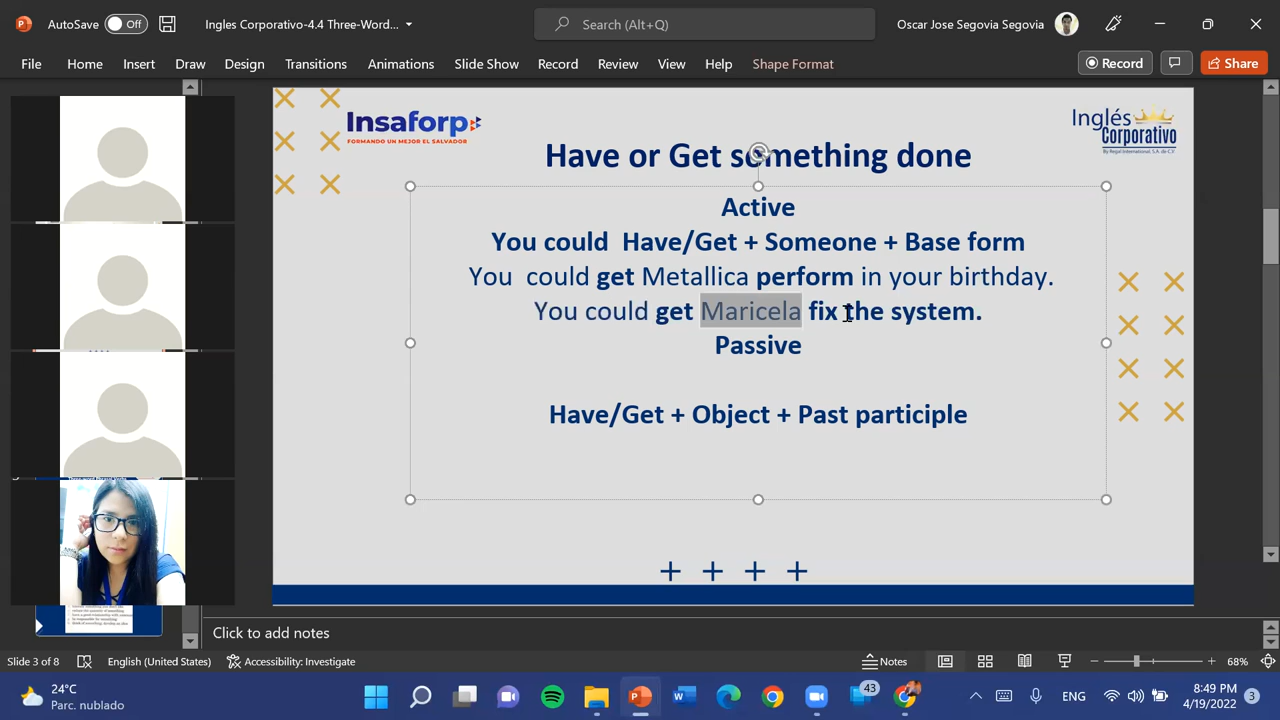 AutoSave Off Ingles Corporativo-4.4 Three-Word... Search (Alt+Q) Oscar Jose Segovia Segovia
File Home Insert Draw Design Transitions Animations Slide Show Record Review View Help Shape Format Record Share
Insaforp
FORMANDO UN MEJOR EL SALVADOR
Inglés
Corporativo
By Regal International, S.A. de C.V.
Have or Get something done
Active
You could Have/Get + Someone + Base form
You could get Metallica perform in your birthday.
You could get Maricela fix the system.
Passive
Have/Get + Object + Past participle
Click to add notes
Slide 3 of 8 English (United States) Accessibility: Investigate Notes 68%
24°C
Parc. nublado
43
ENG
8:49 PM
4/19/2022
3